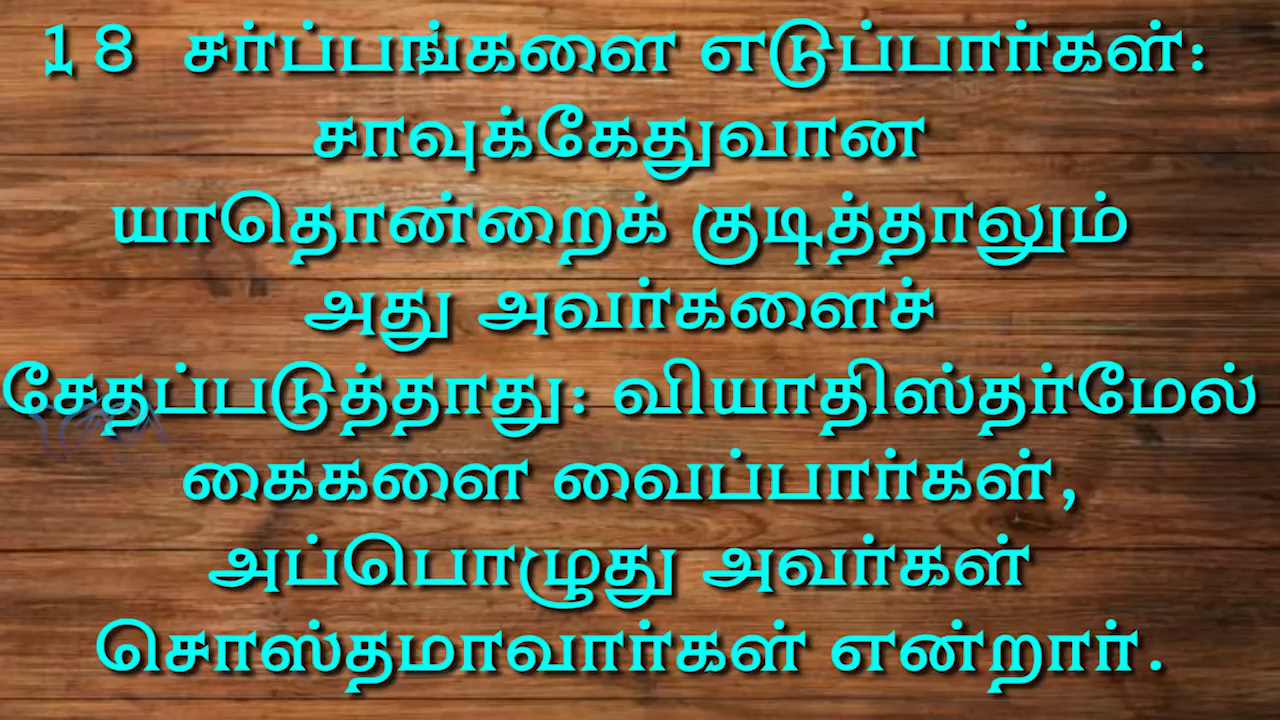 18 சர்ப்பங்களை எடுப்பார்கள்:
சாவுக்கேதுவான
யாதொன்றைக் குடித்தாலும்
அது அவர்களைச்
சேதப்படுத்தாது: வியாதிஸ்தர்மேல்
கைகளை வைப்பார்கள்,
அப்பொழுது அவர்கள்
சொஸ்தமாவார்கள் என்றார்.